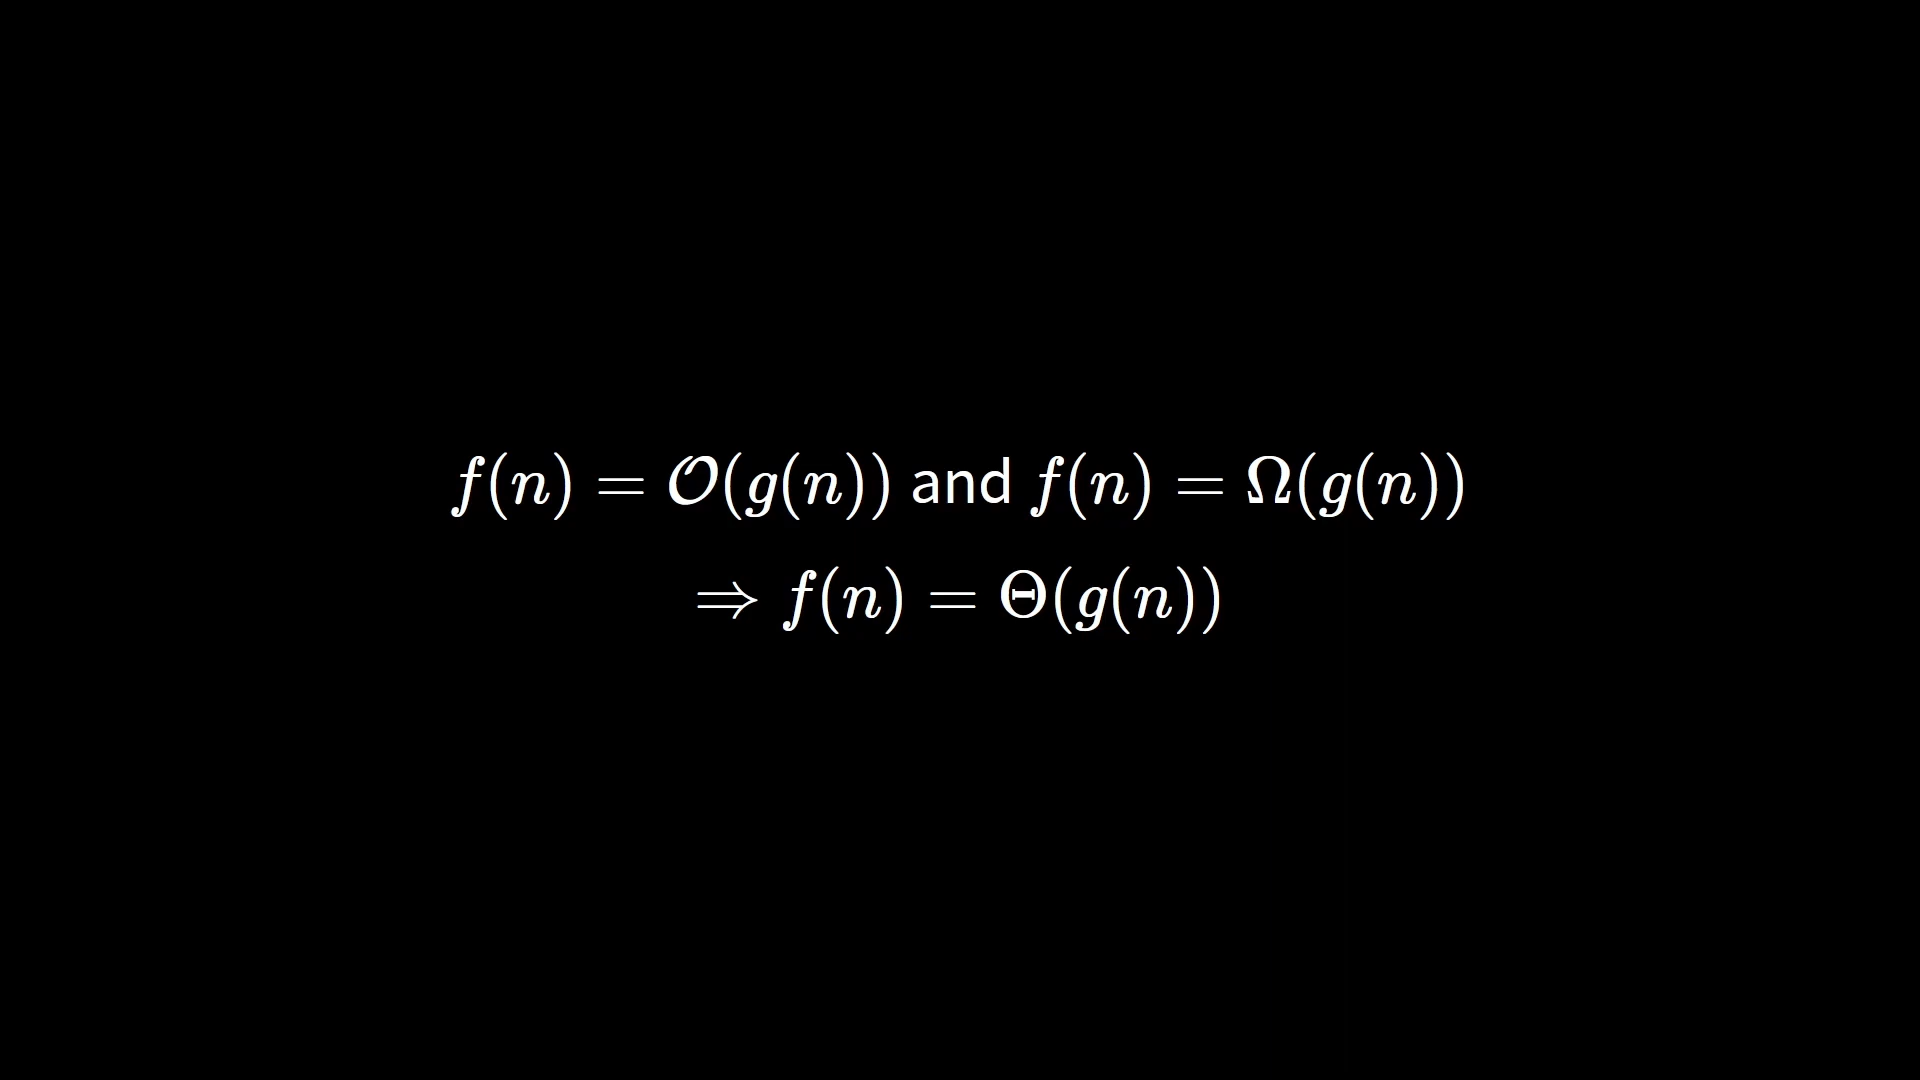 f(n) = 𝒪(g(n)) and f(n) = Ω(g(n))
⇒ f(n) = Θ(g(n))